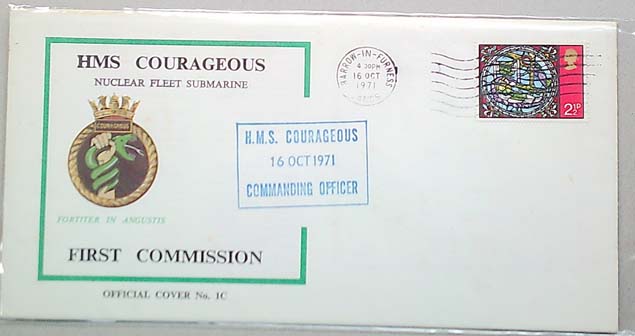 HMS COURAGEOUS
NUCLEAR FLEET SUBMARINE
COURAGEOUS
FORTITER IN ANGUSTIS
FIRST COMMISSION
OFFICIAL COVER No. 1C
H.M.S. COURAGEOUS
16 OCT 1971
COMMANDING OFFICER
BARROW-IN-FURNESS
4 30PM
16 OCT
1971
LANCS
2½P